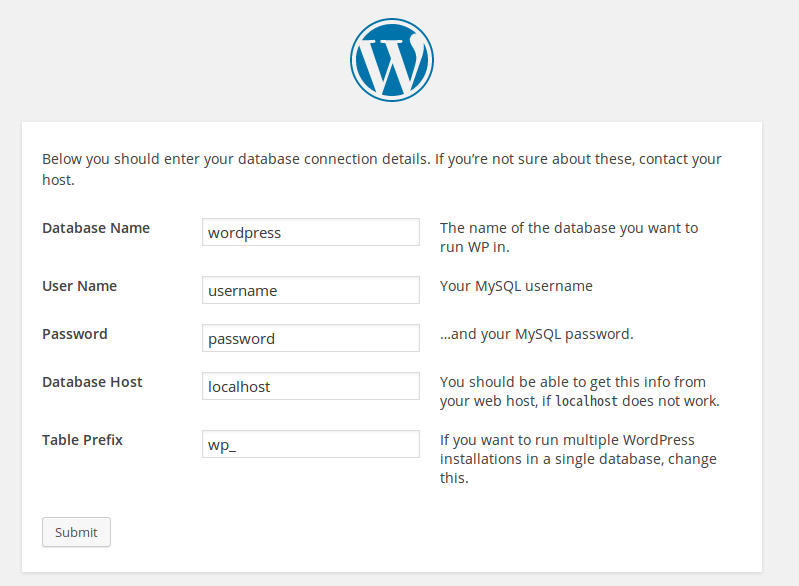 W
Below you should enter your database connection details. If you’re not sure about these, contact your
host.
Database Name
wordpress
The name of the database you want to
run WP in.
User Name
username
Your MySQL username
Password
password
…and your MySQL password.
Database Host
localhost
You should be able to get this info from
your web host, if localhost does not work.
Table Prefix
wp_
If you want to run multiple WordPress
installations in a single database, change
this.
Submit